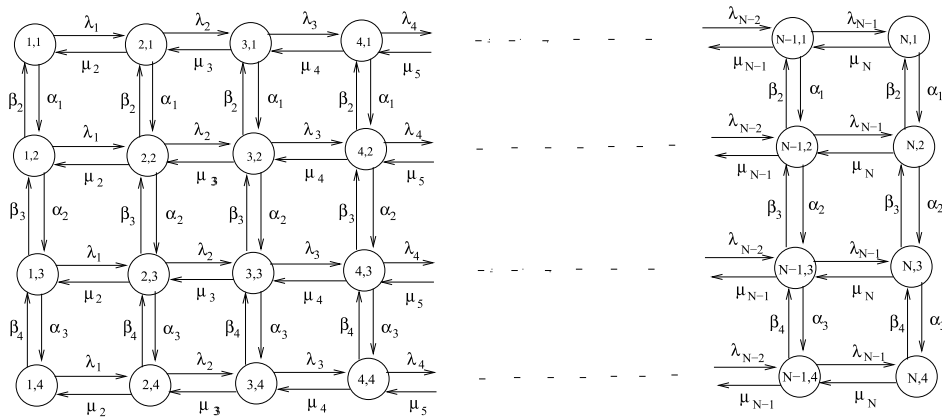 λ1 λ2 λ3 λ4 λN−2 λN−1
1,1 2,1 3,1 4,1 N−1,1 N,1
μ2 μ3 μ4 μ5 μN−1 μN
β2 α1 β2 α1 β2 α1 β2 α1 β2 α1 β2 α1
λ1 λ2 λ3 λ4 λN−2 λN−1
1,2 2,2 3,2 4,2 N−1,2 N,2
μ2 μ3 μ4 μ5 μN−1 μN
β3 α2 β3 α2 β3 α2 β3 α2 β3 α2 β3 α2
λ1 λ2 λ3 λ4 λN−2 λN−1
1,3 2,3 3,3 4,3 N−1,3 N,3
μ2 μ3 μ4 μ5 μN−1 μN
β4 α3 β4 α3 β4 α3 β4 α3 β4 α3 β4 α
λ1 λ2 λ3 λ4 λN−2 λN−1
1,4 2,4 3,4 4,4 N−1,4 N,4
μ2 μ3 μ4 μ5 μN−1 μN